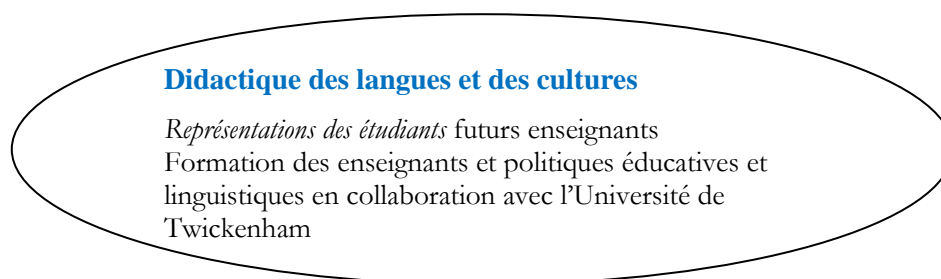 Didactique des langues et des cultures
Représentations des étudiants futurs enseignants
Formation des enseignants et politiques éducatives et
linguistiques en collaboration avec l’Université de
Twickenham